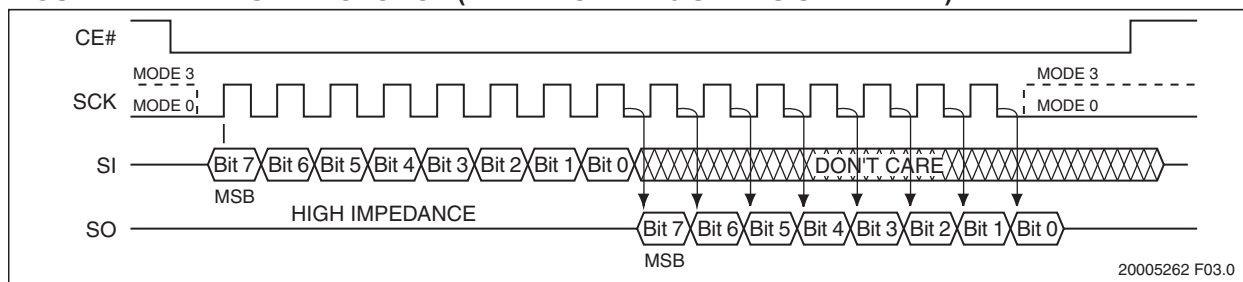 CE#
MODE 3
MODE 3
SCK
MODE 0
MODE 0
SI
Bit 7 Bit 6 Bit 5 Bit 4 Bit 3 Bit 2 Bit 1 Bit 0 DON'T CARE
MSB
HIGH IMPEDANCE
SO
Bit 7 Bit 6 Bit 5 Bit 4 Bit 3 Bit 2 Bit 1 Bit 0
MSB
20005262 F03.0